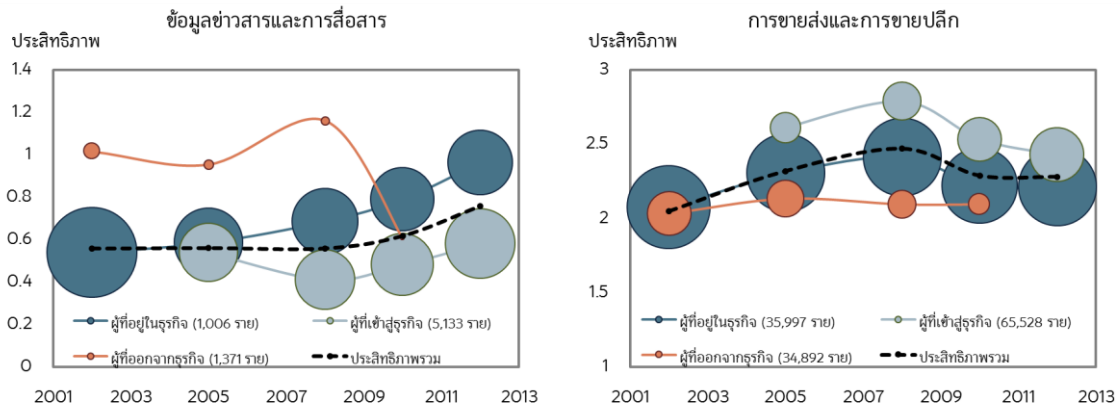 ข้อมูลข่าวสารและการสื่อสาร
ประสิทธิภาพ
1.4
1.2
1
0.8
0.6
0.4
0.2
0
ผู้ที่อยู่ในธุรกิจ (1,006 ราย)
ผู้ที่เข้าสู่ธุรกิจ (5,133 ราย)
ผู้ที่ออกจากธุรกิจ (1,371 ราย)
ประสิทธิภาพรวม
2001 2003 2005 2007 2009 2011 2013
การขายส่งและการขายปลีก
ประสิทธิภาพ
3
2.5
2
1.5
1
ผู้ที่อยู่ในธุรกิจ (35,997 ราย)
ผู้ที่เข้าสู่ธุรกิจ (65,528 ราย)
ผู้ที่ออกจากธุรกิจ (34,892 ราย)
ประสิทธิภาพรวม
2001 2003 2005 2007 2009 2011 2013